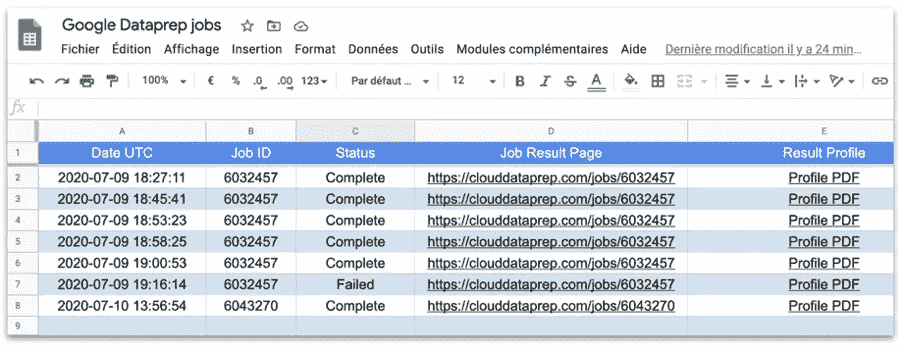 Google Dataprep jobs
Fichier Édition Affichage Insertion Format Données Outils Modules complémentaires Aide Dernière modification il y a 24 min…
100% € % .0 .00 123 Par défaut ... 12 B I S A
fx
A B C D E
1 Date UTC Job ID Status Job Result Page Result Profile
2 2020-07-09 18:27:11 6032457 Complete https://clouddataprep.com/jobs/6032457 Profile PDF
3 2020-07-09 18:45:41 6032457 Complete https://clouddataprep.com/jobs/6032457 Profile PDF
4 2020-07-09 18:53:23 6032457 Complete https://clouddataprep.com/jobs/6032457 Profile PDF
5 2020-07-09 18:58:25 6032457 Complete https://clouddataprep.com/jobs/6032457 Profile PDF
6 2020-07-09 19:00:53 6032457 Complete https://clouddataprep.com/jobs/6032457 Profile PDF
7 2020-07-09 19:16:14 6032457 Failed https://clouddataprep.com/jobs/6032457 Profile PDF
8 2020-07-10 13:56:54 6043270 Complete https://clouddataprep.com/jobs/6043270 Profile PDF
9